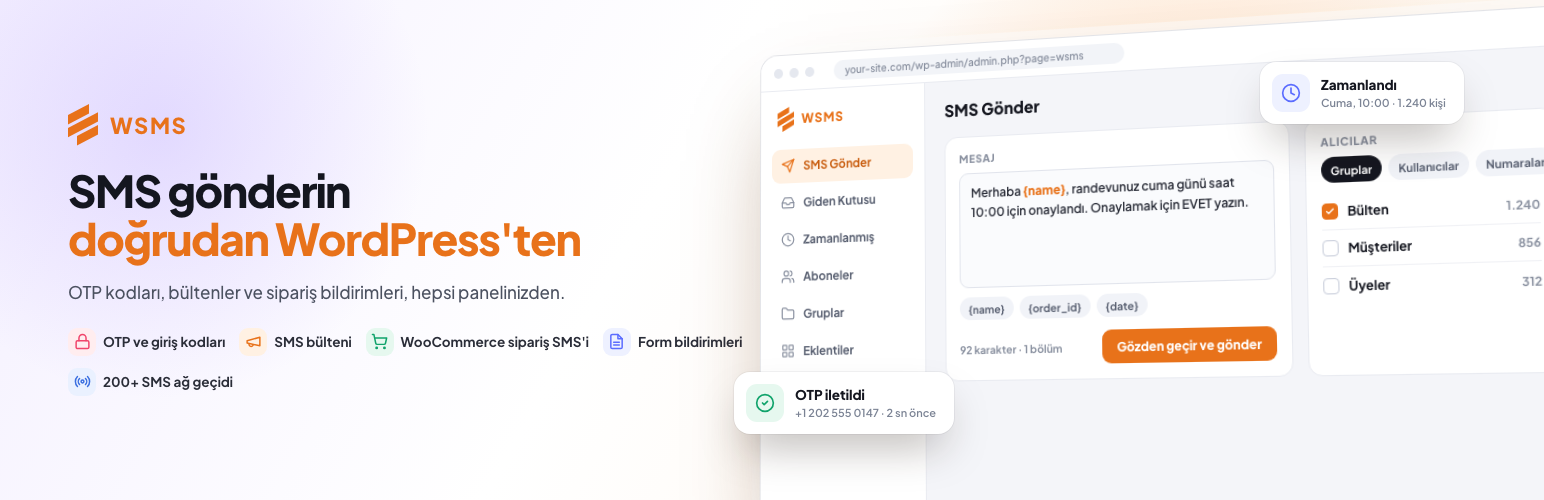 WSMS
SMS gönderin
doğrudan WordPress'ten
OTP kodları, bültenler ve sipariş bildirimleri, hepsi panelinizden.
OTP ve giriş kodları
SMS bülteni
WooCommerce sipariş SMS'i
Form bildirimleri
200+ SMS ağ geçidi
your-site.com/wp-admin/admin.php?page=wsms
WSMS
SMS Gönder
Giden Kutusu
Zamanlanmış
Aboneler
Gruplar
Eklentiler
SMS Gönder
MESAJ
Merhaba {name}, randevunuz cuma günü saat
10:00 için onaylandı. Onaylamak için EVET yazın.
{name}
{order_id}
{date}
92 karakter · 1 bölüm
Gözden geçir ve gönder
Zamanlandı
Cuma, 10:00 · 1.240 kişi
ALICILAR
Gruplar
Kullanıcılar
Numaralar
Bülten
1.240
Müşteriler
856
Üyeler
312
OTP iletildi
+1 202 555 0147 · 2 sn önce